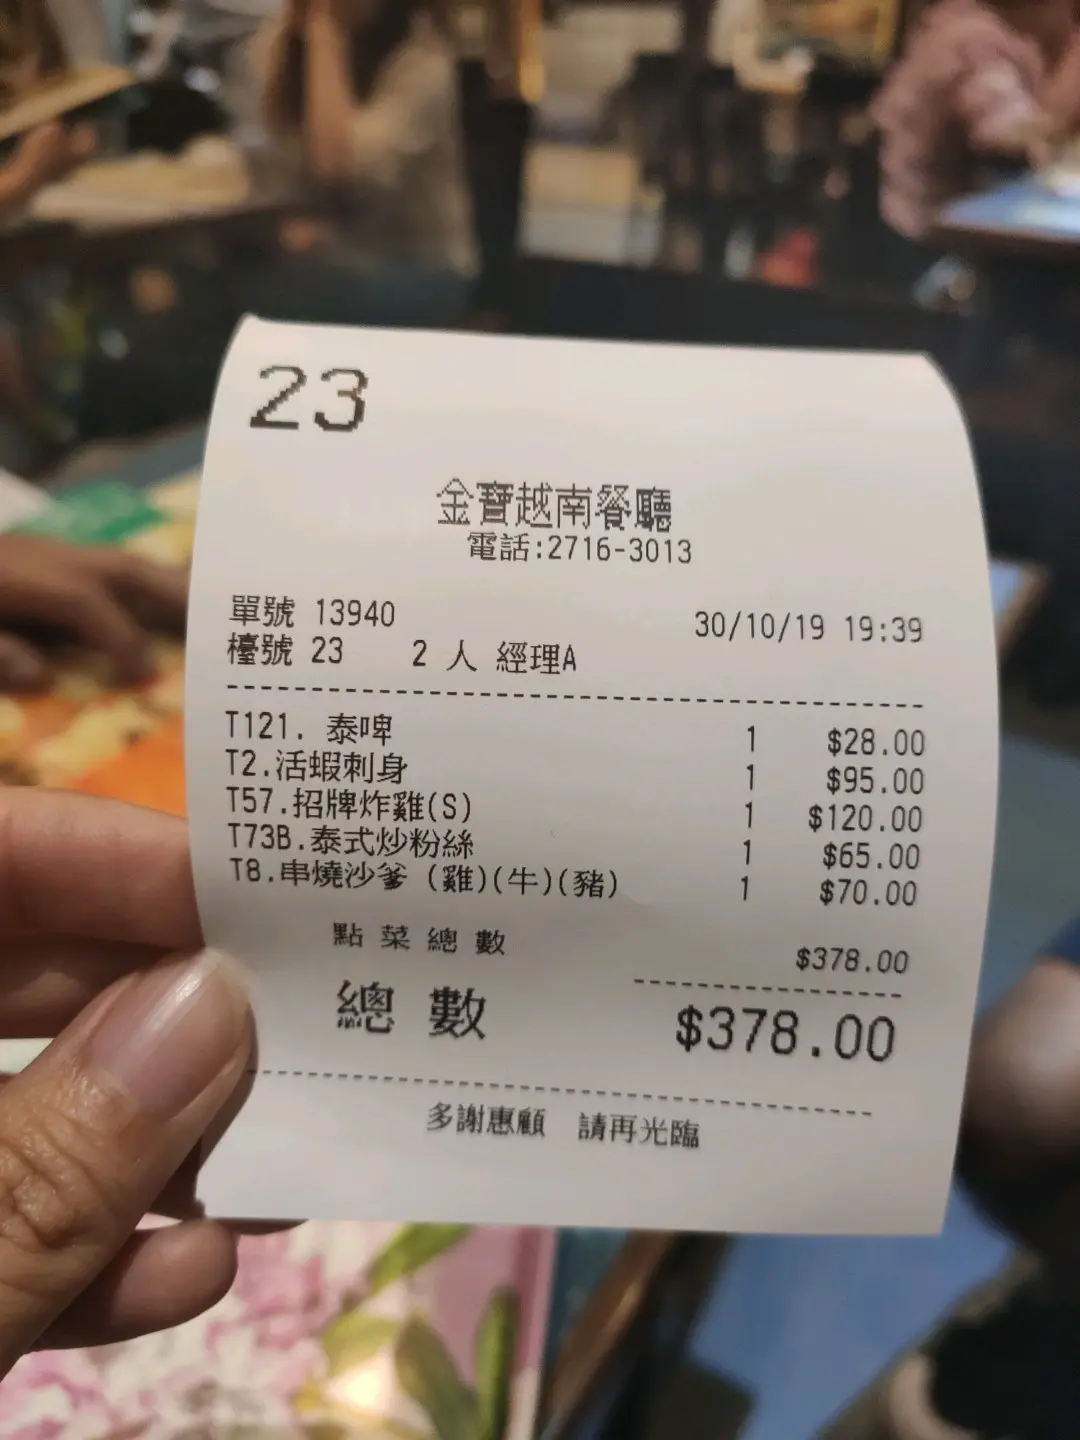 23
金寶越南餐廳
電話:2716-3013
單號 13940 30/10/19 19:39
檯號 23 2 人 經理A
T121. 泰啤 1 $28.00
T2.活蝦刺身 1 $95.00
T57.招牌炸雞(S) 1 $120.00
T73B.泰式炒粉絲 1 $65.00
T8.串燒沙爹 (雞)(牛)(豬) 1 $70.00
點菜總數 $378.00
總數 $378.00
多謝惠顧 請再光臨